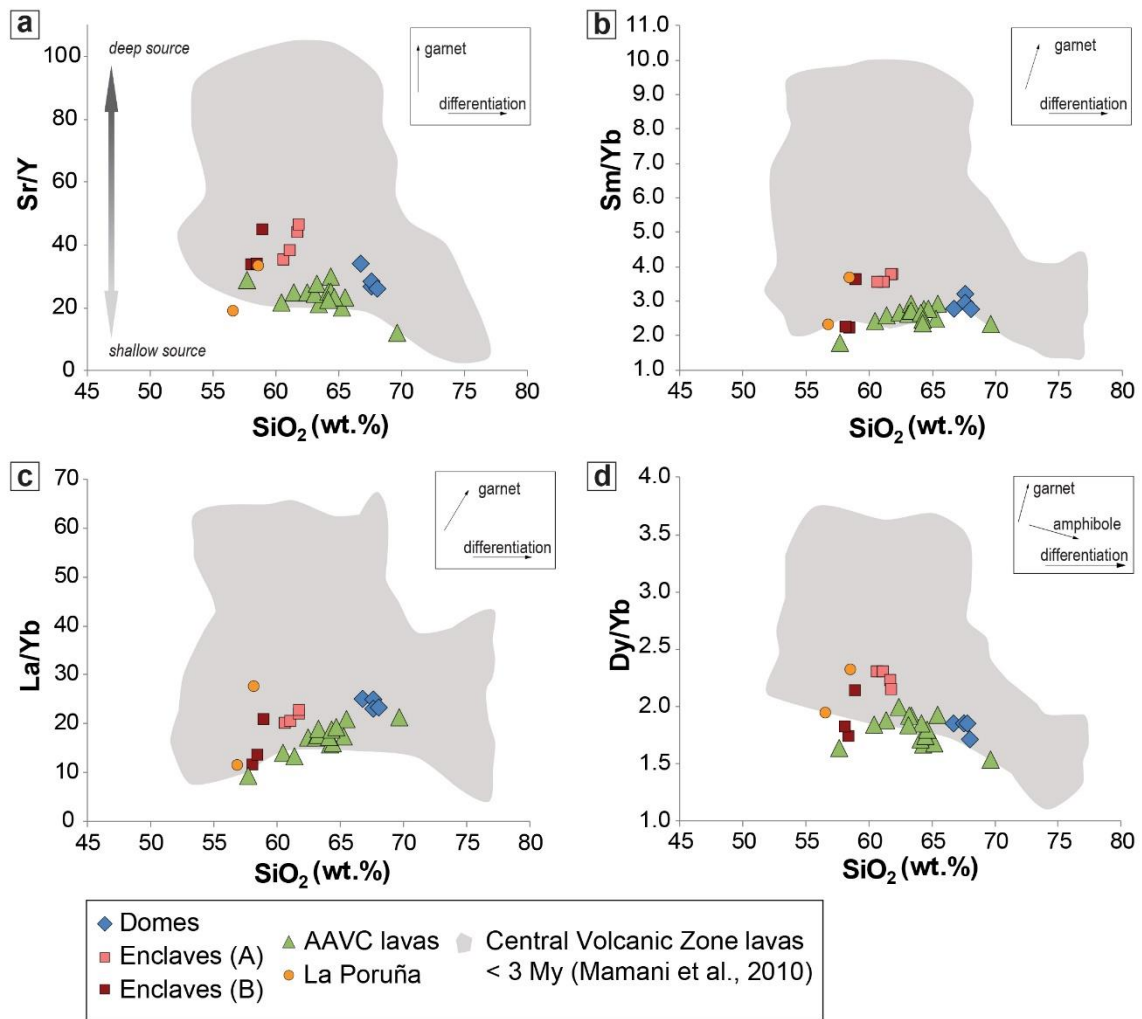 a
Sr/Y
100
80
60
40
20
0
deep source
shallow source
garnet
differentiation
45 50 55 60 65 70 75 80
SiO2 (wt.%)
b
Sm/Yb
11.0
10.0
9.0
8.0
7.0
6.0
5.0
4.0
3.0
2.0
1.0
garnet
differentiation
45 50 55 60 65 70 75 80
SiO2 (wt.%)
c
La/Yb
70
60
50
40
30
20
10
0
garnet
differentiation
45 50 55 60 65 70 75 80
SiO2 (wt.%)
d
Dy/Yb
4.0
3.5
3.0
2.5
2.0
1.5
1.0
garnet
amphibole
differentiation
45 50 55 60 65 70 75 80
SiO2 (wt.%)
Domes
Enclaves (A)
Enclaves (B)
AAVC lavas
La Poruña
Central Volcanic Zone lavas
< 3 My (Mamani et al., 2010)